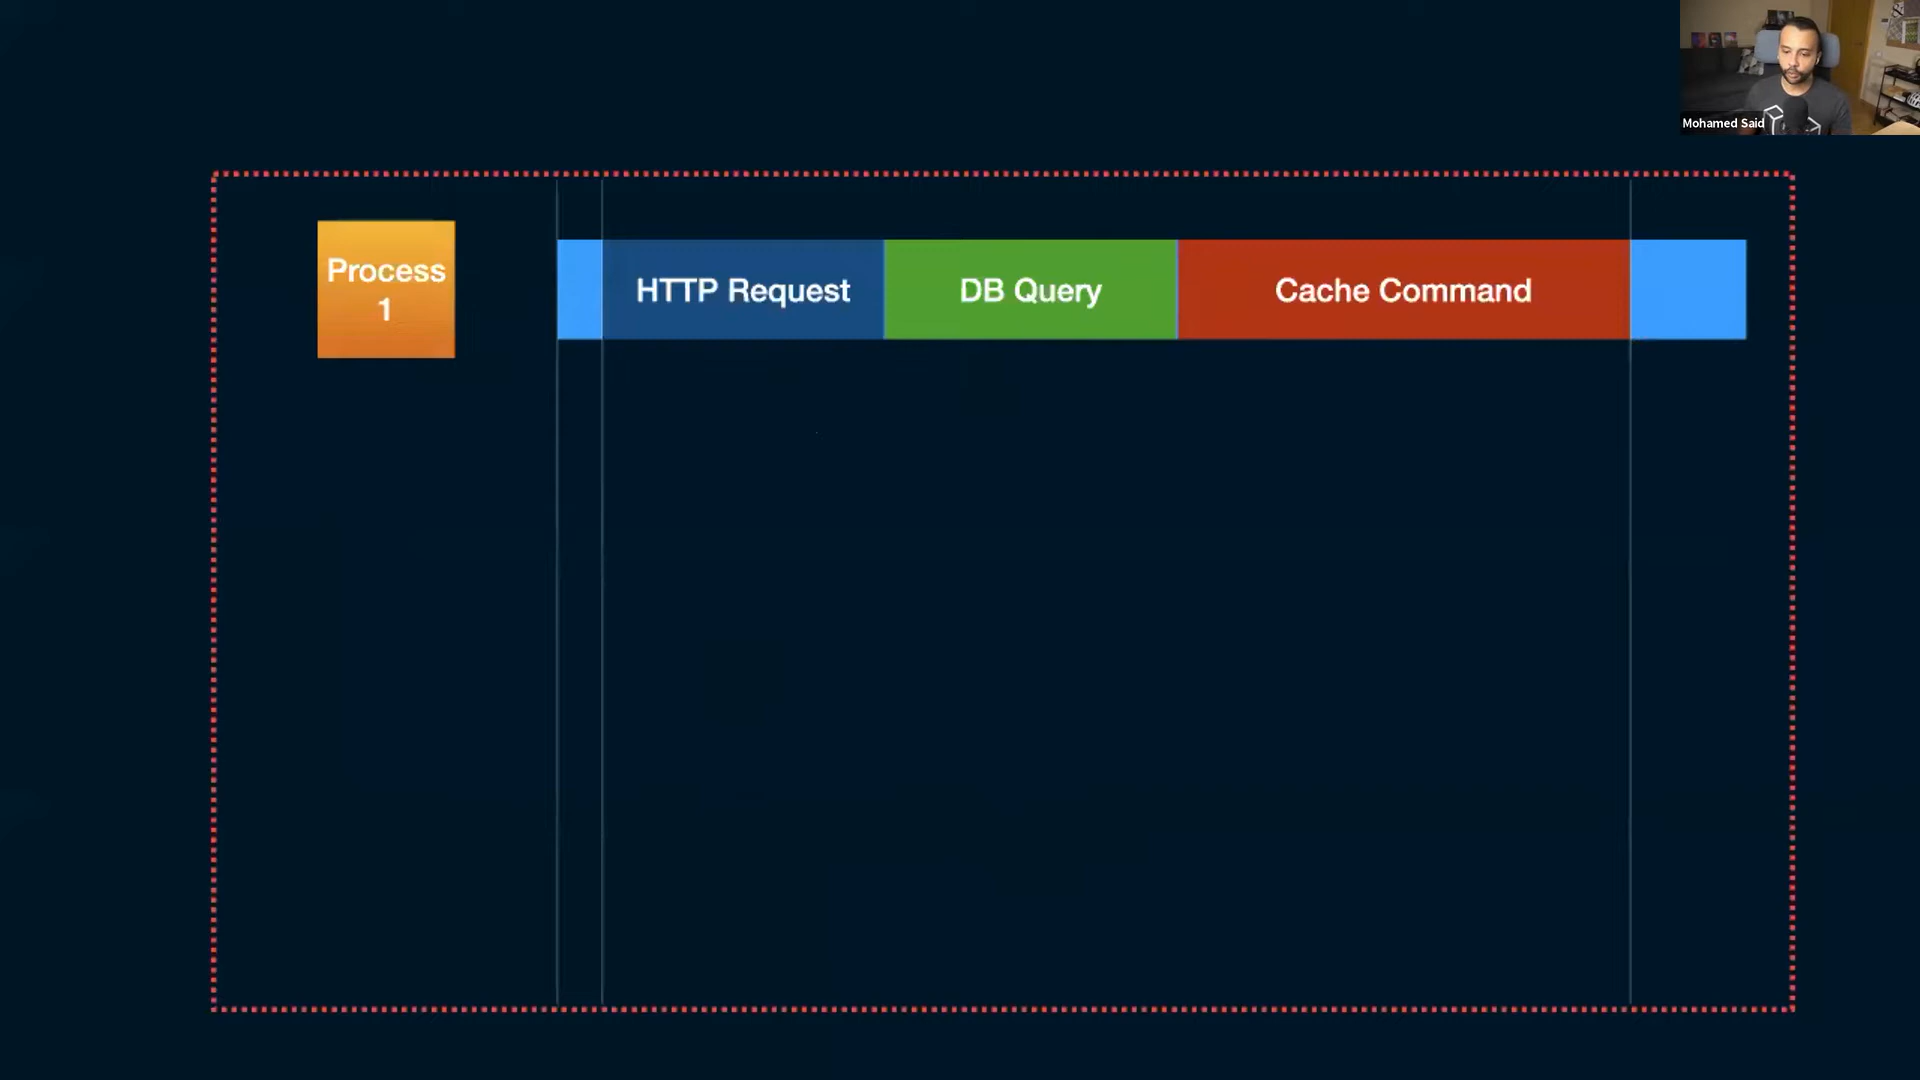 Mohamed Said
Process
1
HTTP Request
DB Query
Cache Command